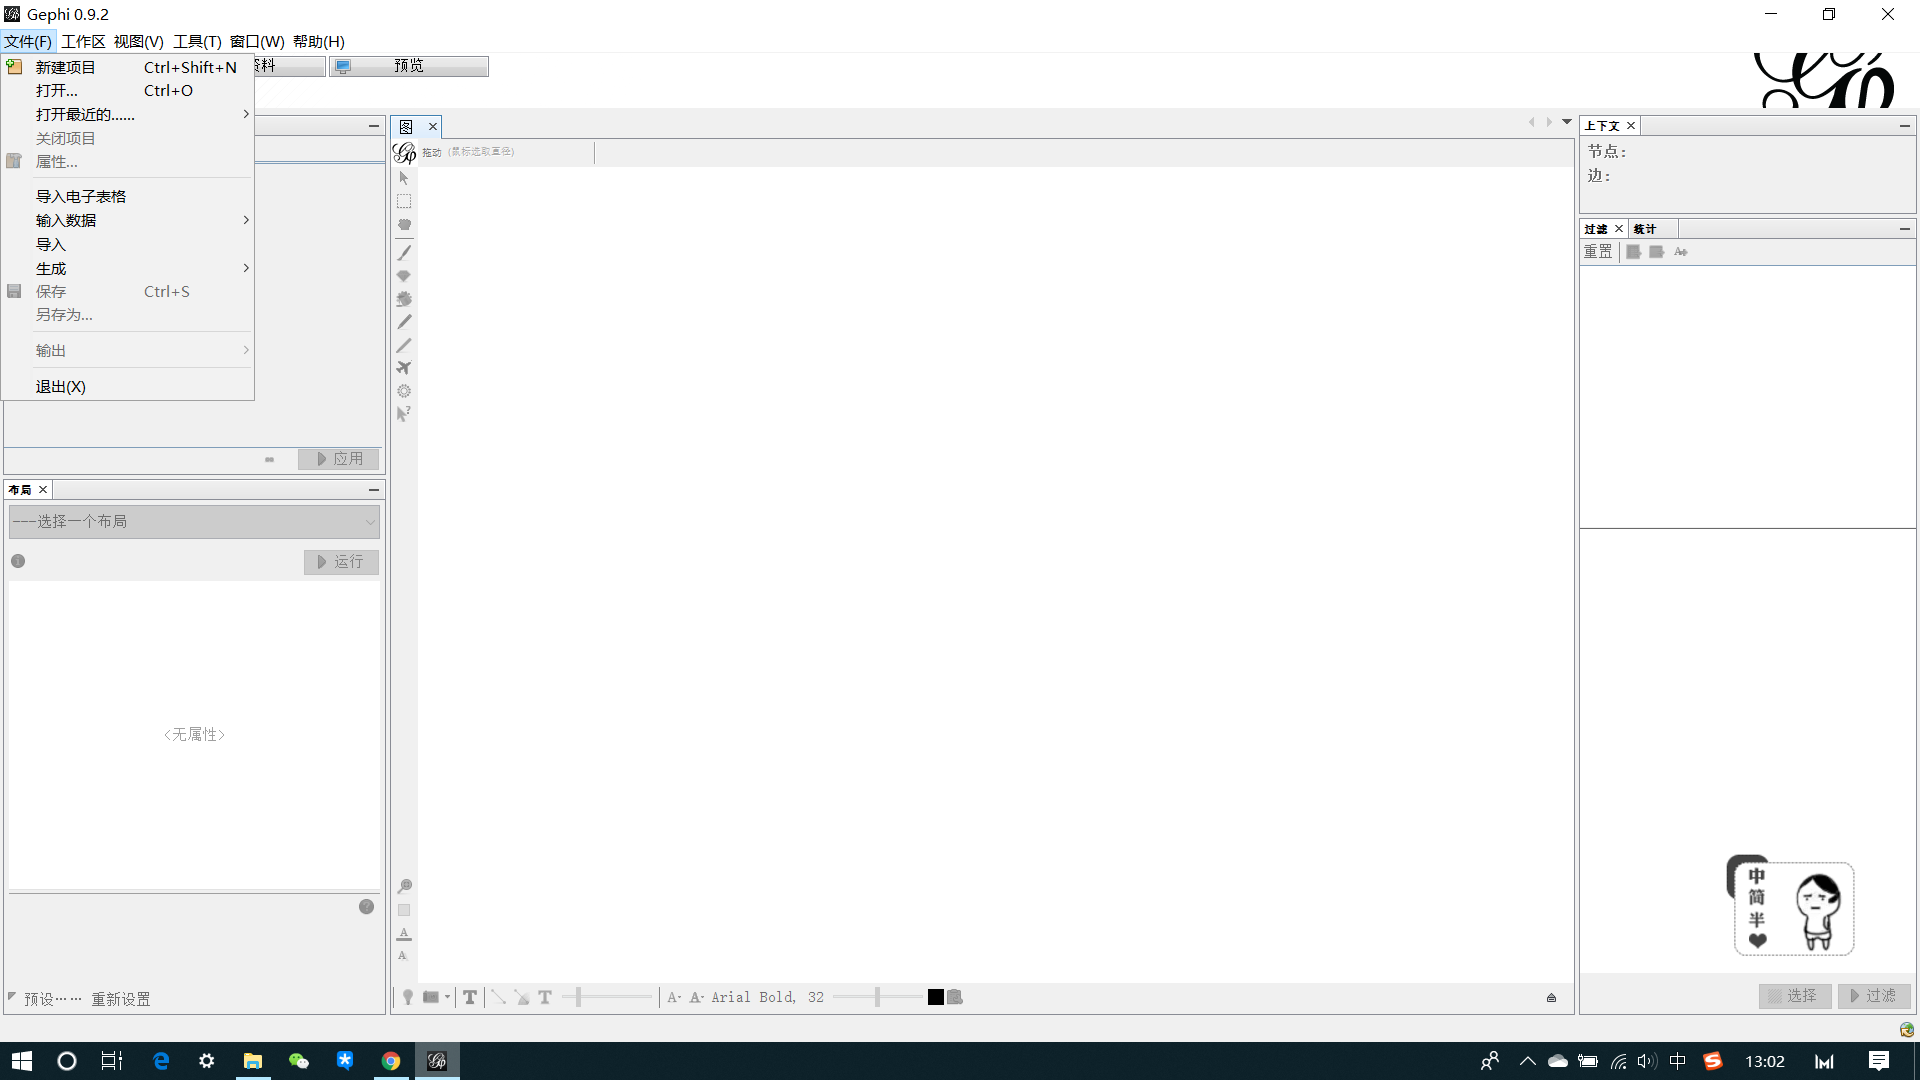 Gephi 0.9.2
文件(F) 工作区 视图(V) 工具(T) 窗口(W) 帮助(H)
新建项目 Ctrl+Shift+N
打开... Ctrl+O
打开最近的......
关闭项目
属性...
导入电子表格
输入数据
导入
生成
保存 Ctrl+S
另存为...
输出
退出(X)
资料
预览
应用
布局
---选择一个布局
运行
<无属性>
预设…… 重新设置
图
拖动 (鼠标选取直径)
A- A- Arial Bold, 32
上下文
节点:
边:
过滤 统计
重置
中
简
半
选择 过滤
中
13:02